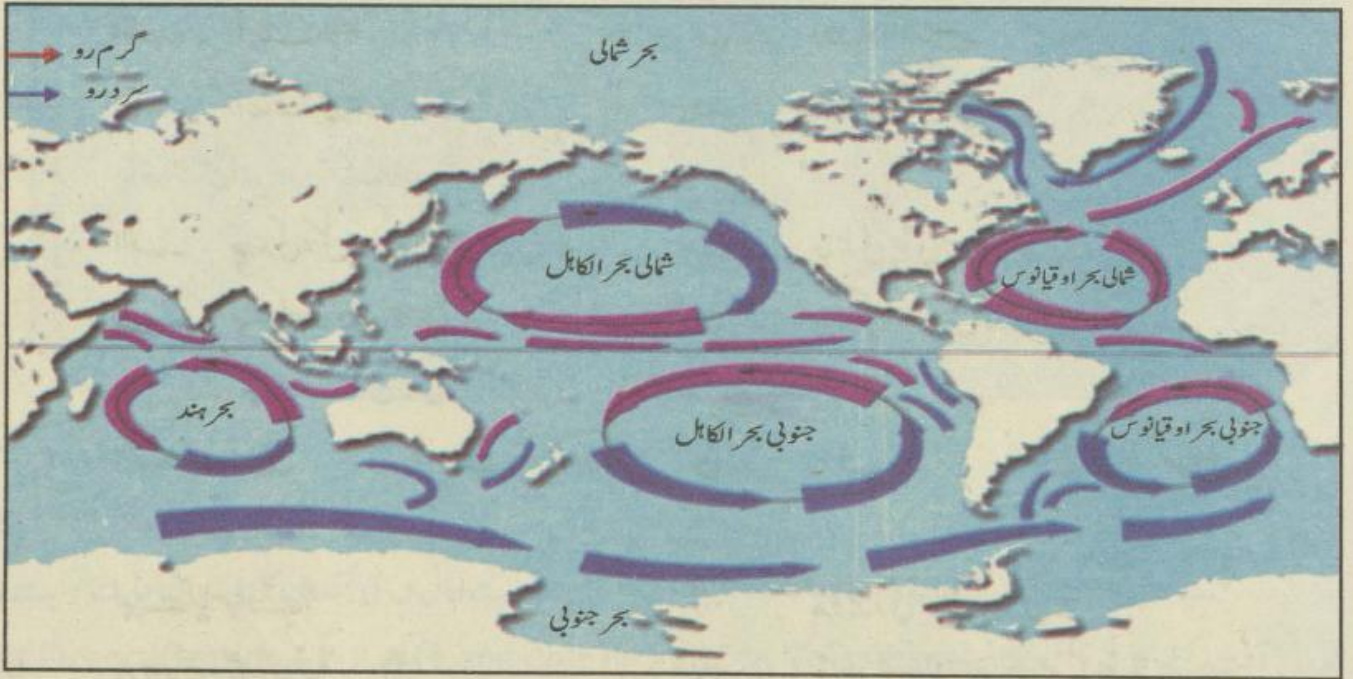 گرم رو
سرد رو
بحر شمالی
شمالی بحر الکاہل
شمالی بحر اوقیانوس
بحر ہند
جنوبی بحر الکاہل
جنوبی بحر اوقیانوس
بحر جنوبی